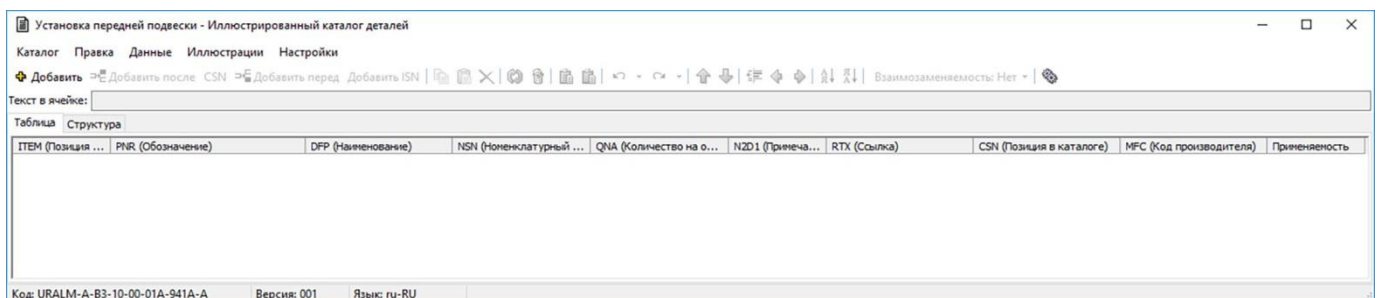 Установка передней подвески - Иллюстрированный каталог деталей
Каталог Правка Данные Иллюстрации Настройки
Добавить Добавить после CSN Добавить перед Добавить ISN Взаимозаменяемость: Нет
Текст в ячейке:
Таблица Структура
ITEM (Позиция ... PNR (Обозначение) DFP (Наименование) NSN (Номенклатурный ... QNA (Количество на о... N2D1 (Примеча... RTX (Ссылка) CSN (Позиция в каталоге) MFC (Код производителя) Применяемость
Код: URALM-A-B3-10-00-01A-941A-A Версия: 001 Язык: ru-RU